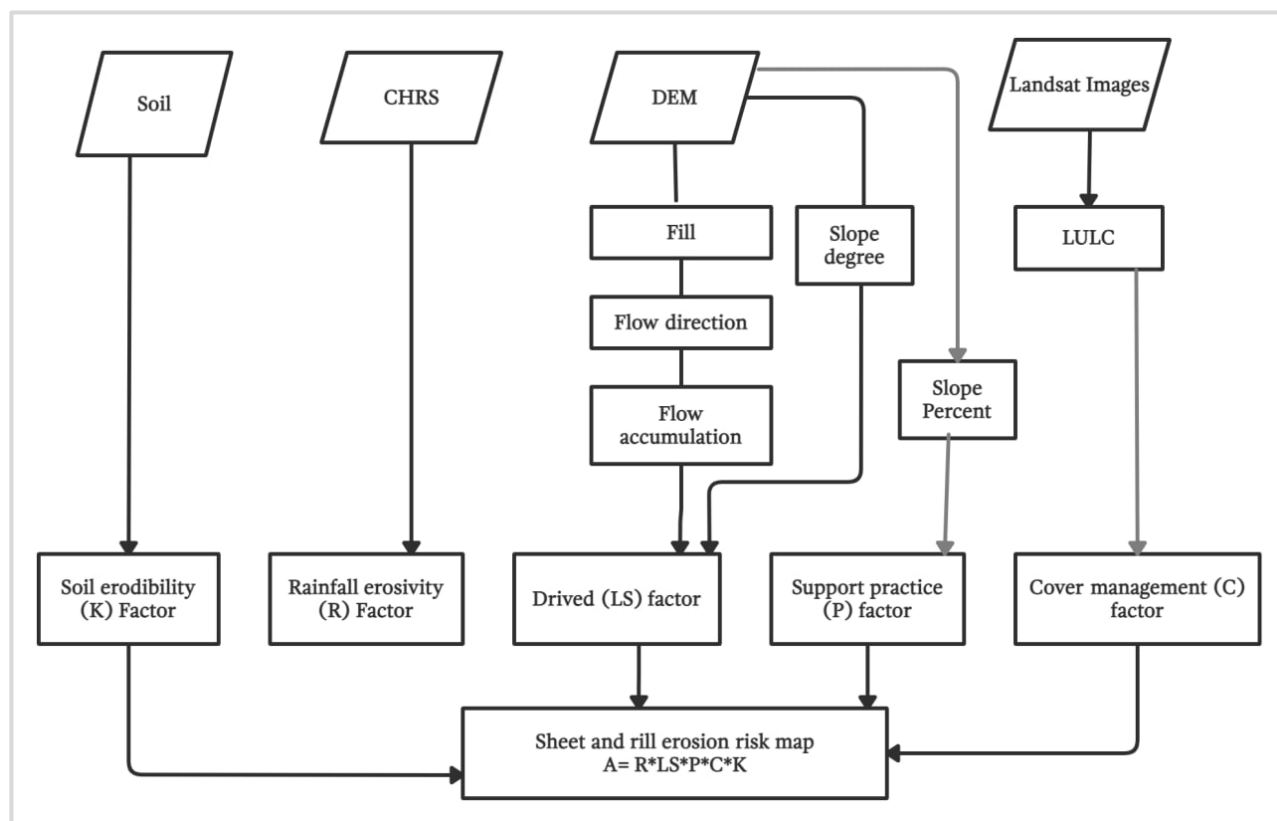 Soil
CHRS
DEM
Landsat Images
Fill
Slope
degree
LULC
Flow direction
Slope
Percent
Flow
accumulation
Soil erodibility
(K) Factor
Rainfall erosivity
(R) Factor
Drived (LS) factor
Support practice
(P) factor
Cover management (C)
factor
Sheet and rill erosion risk map
A= R*LS*P*C*K